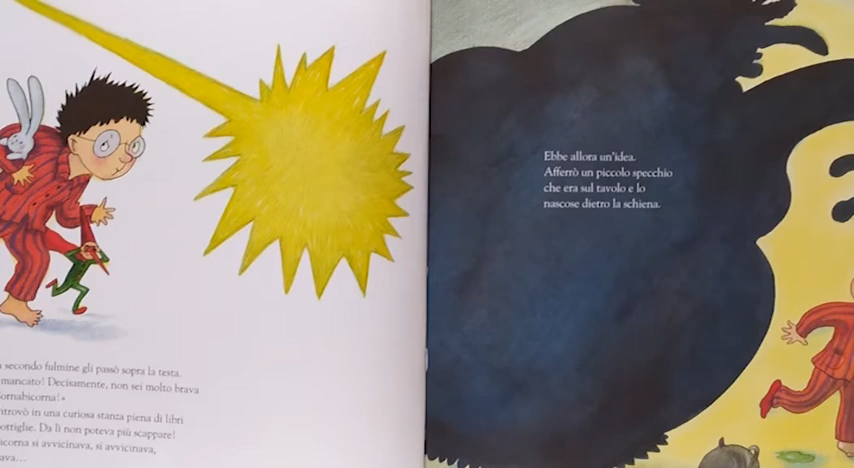 secondo fulmine gli passò sopra la testa.
mancato! Decisamente, non sei molto brava
ornabicorna!»
trovò in una curiosa stanza piena di libri
ottiglie. Da lì non poteva più scappare!
icorna si avvicinava, si avvicinava,
ava...
Ebbe allora un'idea.
Afferrò un piccolo specchio
che era sul tavolo e lo
nascose dietro la schiena.